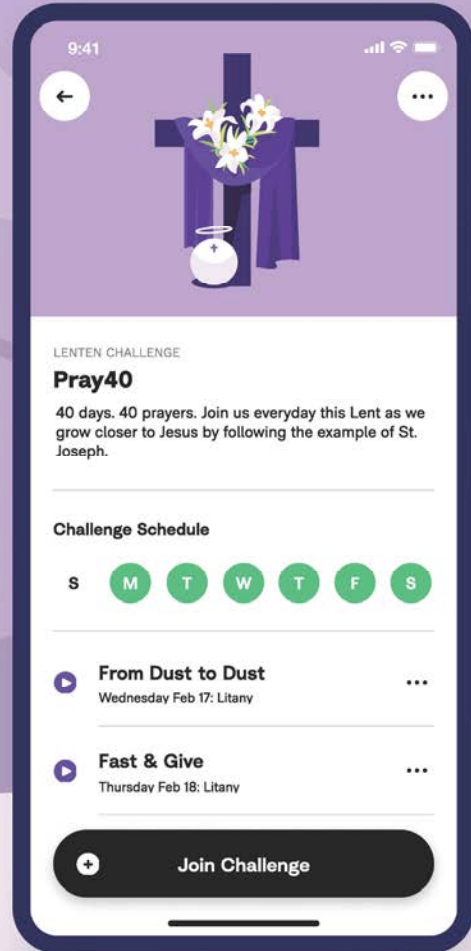 9:41
LENTEN CHALLENGE
Pray40
40 days. 40 prayers. Join us everyday this Lent as we
grow closer to Jesus by following the example of St.
Joseph.
Challenge Schedule
S M T W T F S
From Dust to Dust
Wednesday Feb 17: Litany
Fast & Give
Thursday Feb 18: Litany
Join Challenge